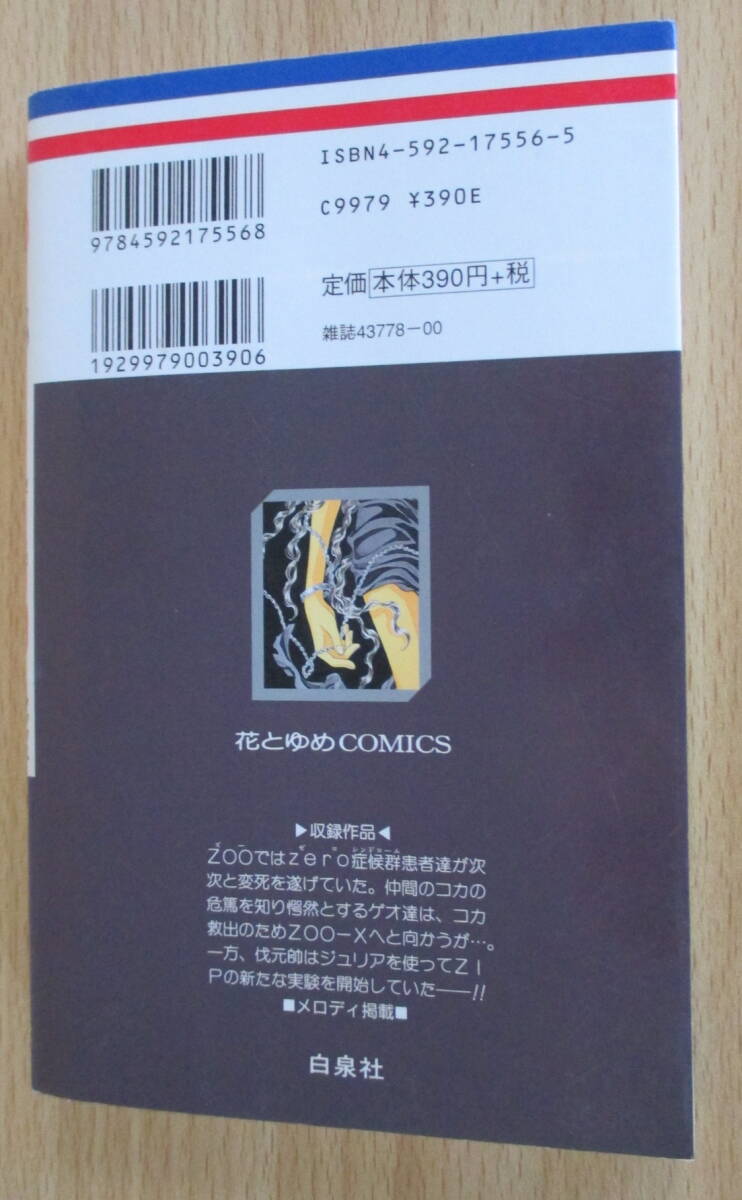 ISBN4-592-17556-5
9784592175568
C9979 ¥390E
定価 本体390円+税
1929979003906
雑誌43778-00
花とゆめCOMICS
▶収録作品◀
ZOOではzero症候群患者達が次
次と変死を遂げていた。仲間のコカの
危篤を知り愕然とするゲオ達は、コカ
救出のためZOO-Xへと向かうが…。
一方、伐元前はジュリアを使ってZI
Pの新たな実験を開始していた——!!
■メロディ掲載■
白泉社